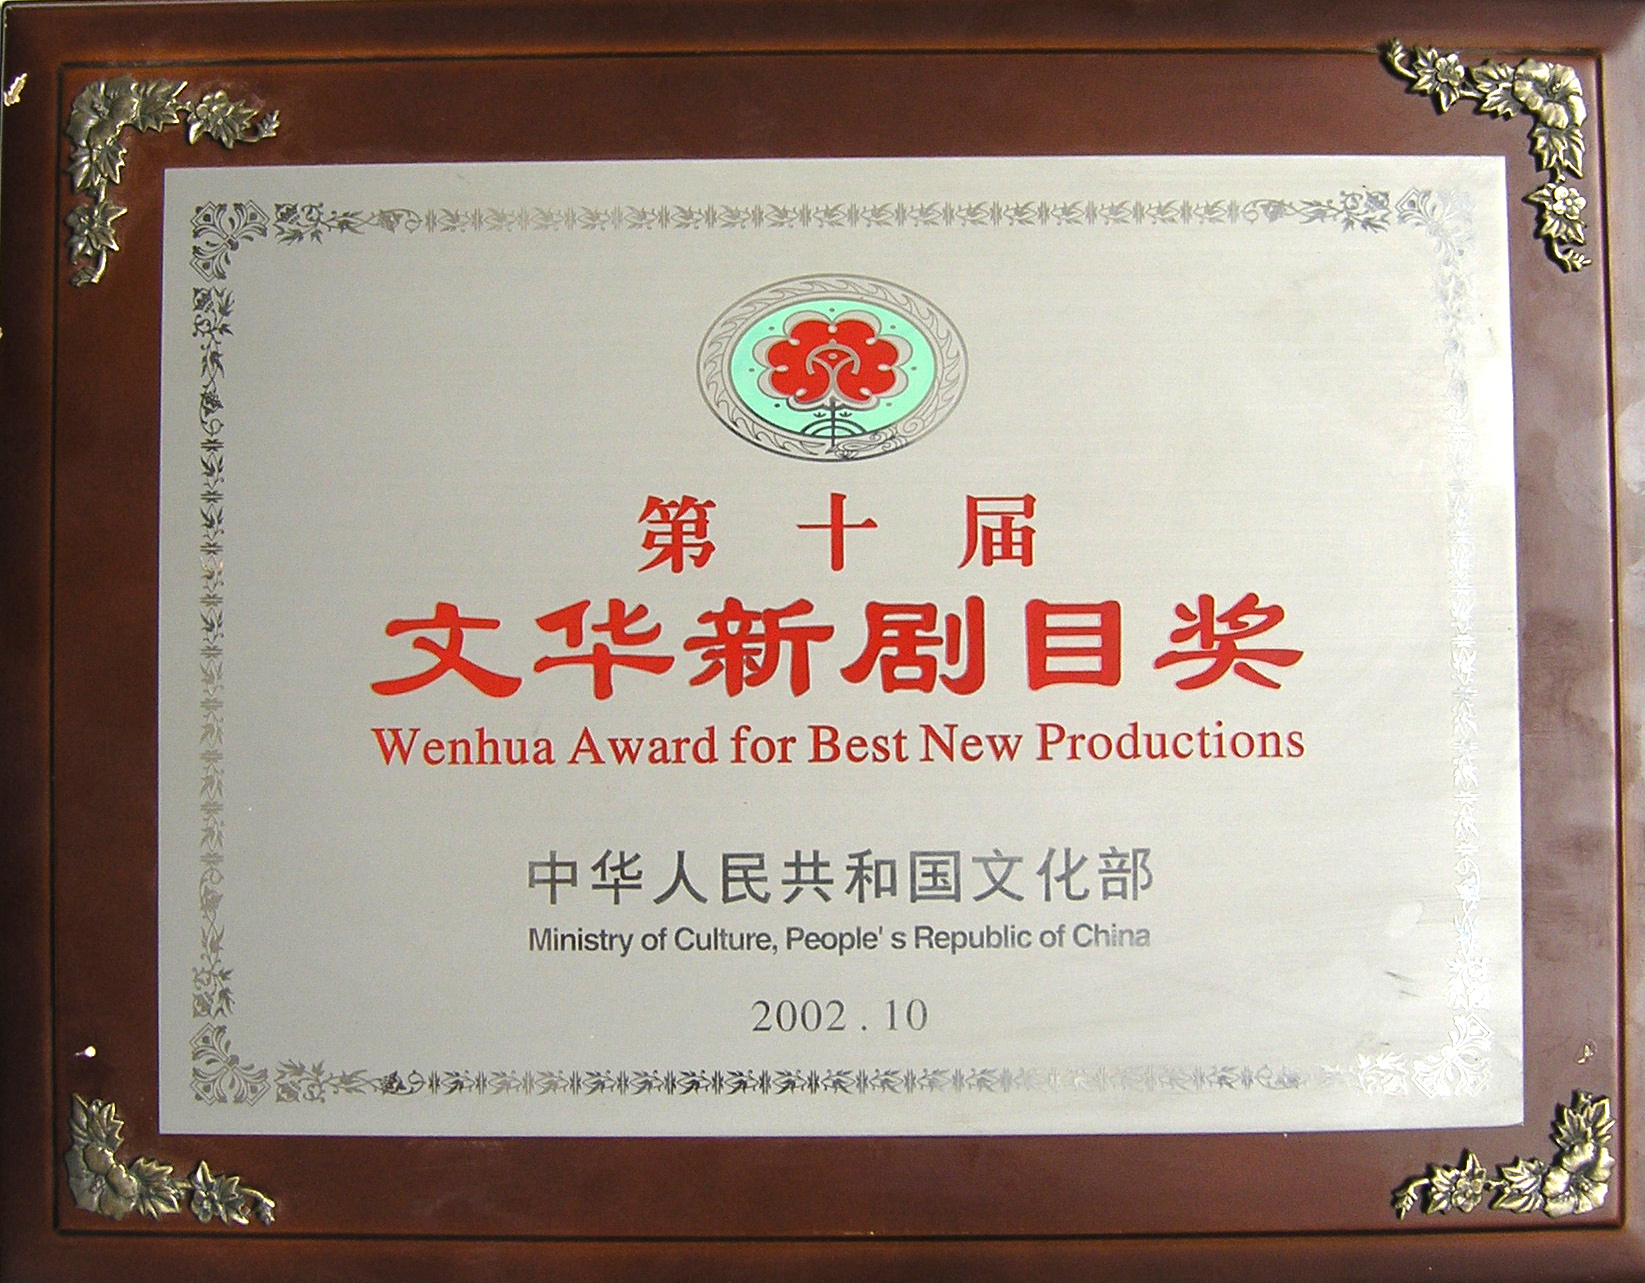 第十届
文华新剧目奖
Wenhua Award for Best New Productions
中华人民共和国文化部
Ministry of Culture, People's Republic of China
2002.10